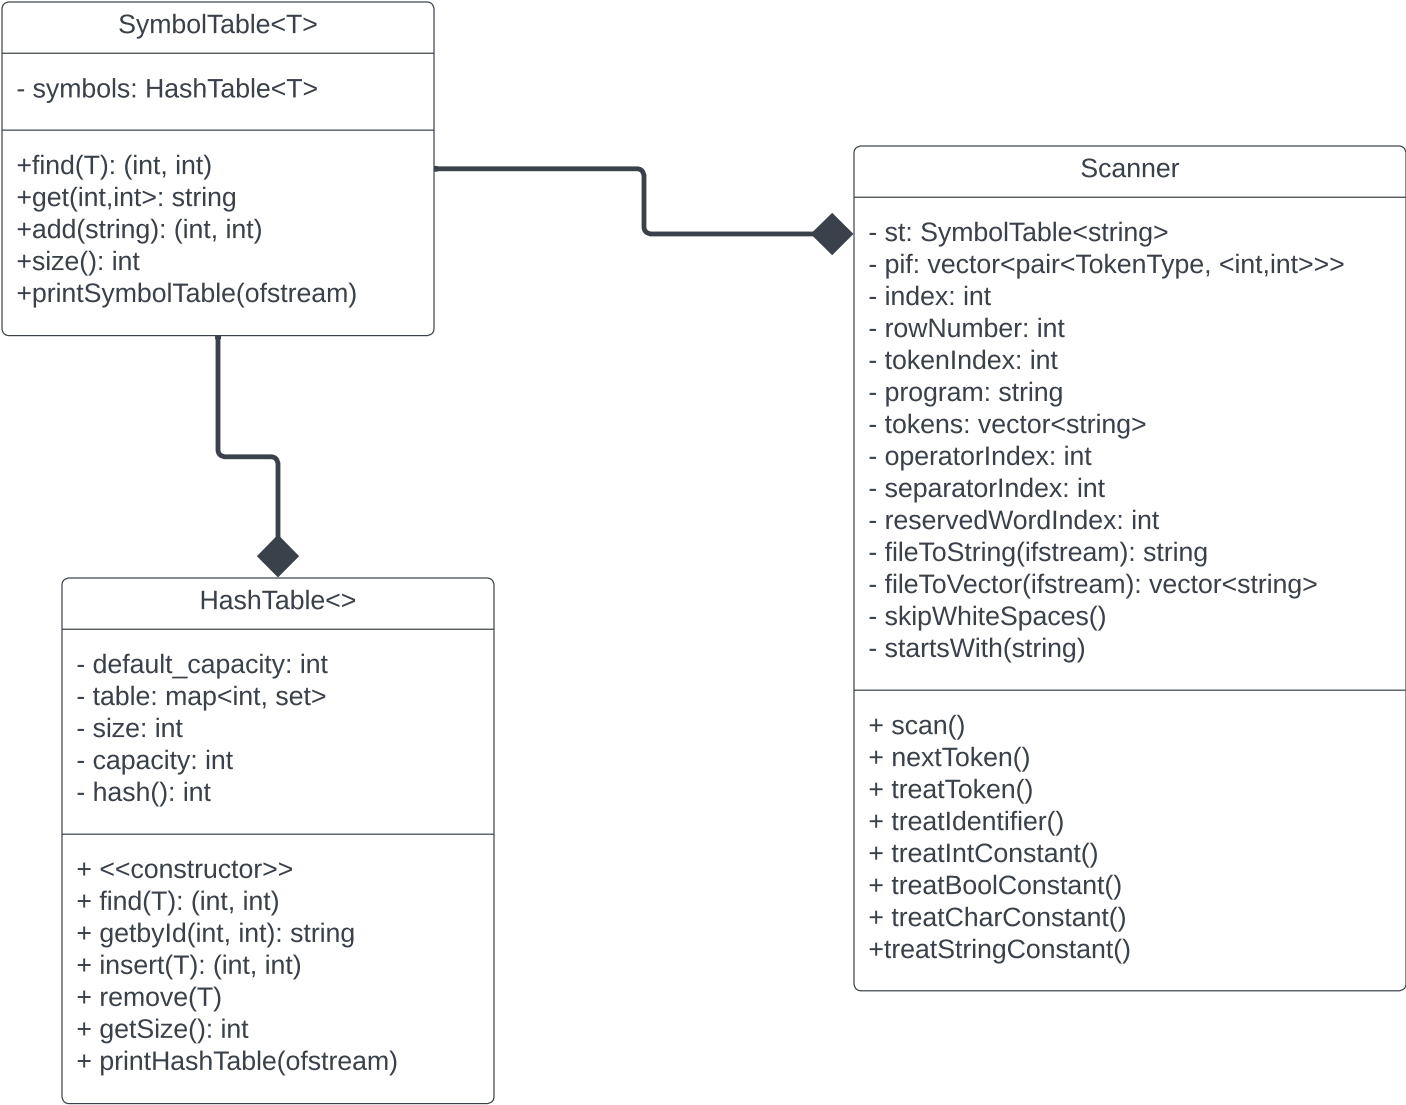 SymbolTable<T>
- symbols: HashTable<T>
+find(T): (int, int)
+get(int,int>: string
+add(string): (int, int)
+size(): int
+printSymbolTable(ofstream)
Scanner
- st: SymbolTable<string>
- pif: vector<pair<TokenType, <int,int>>>
- index: int
- rowNumber: int
- tokenIndex: int
- program: string
- tokens: vector<string>
- operatorIndex: int
- separatorIndex: int
- reservedWordIndex: int
- fileToString(ifstream): string
- fileToVector(ifstream): vector<string>
- skipWhiteSpaces()
- startsWith(string)
+ scan()
+ nextToken()
+ treatToken()
+ treatIdentifier()
+ treatIntConstant()
+ treatBoolConstant()
+ treatCharConstant()
+treatStringConstant()
HashTable<>
- default_capacity: int
- table: map<int, set>
- size: int
- capacity: int
- hash(): int
+ <<constructor>>
+ find(T): (int, int)
+ getbyId(int, int): string
+ insert(T): (int, int)
+ remove(T)
+ getSize(): int
+ printHashTable(ofstream)